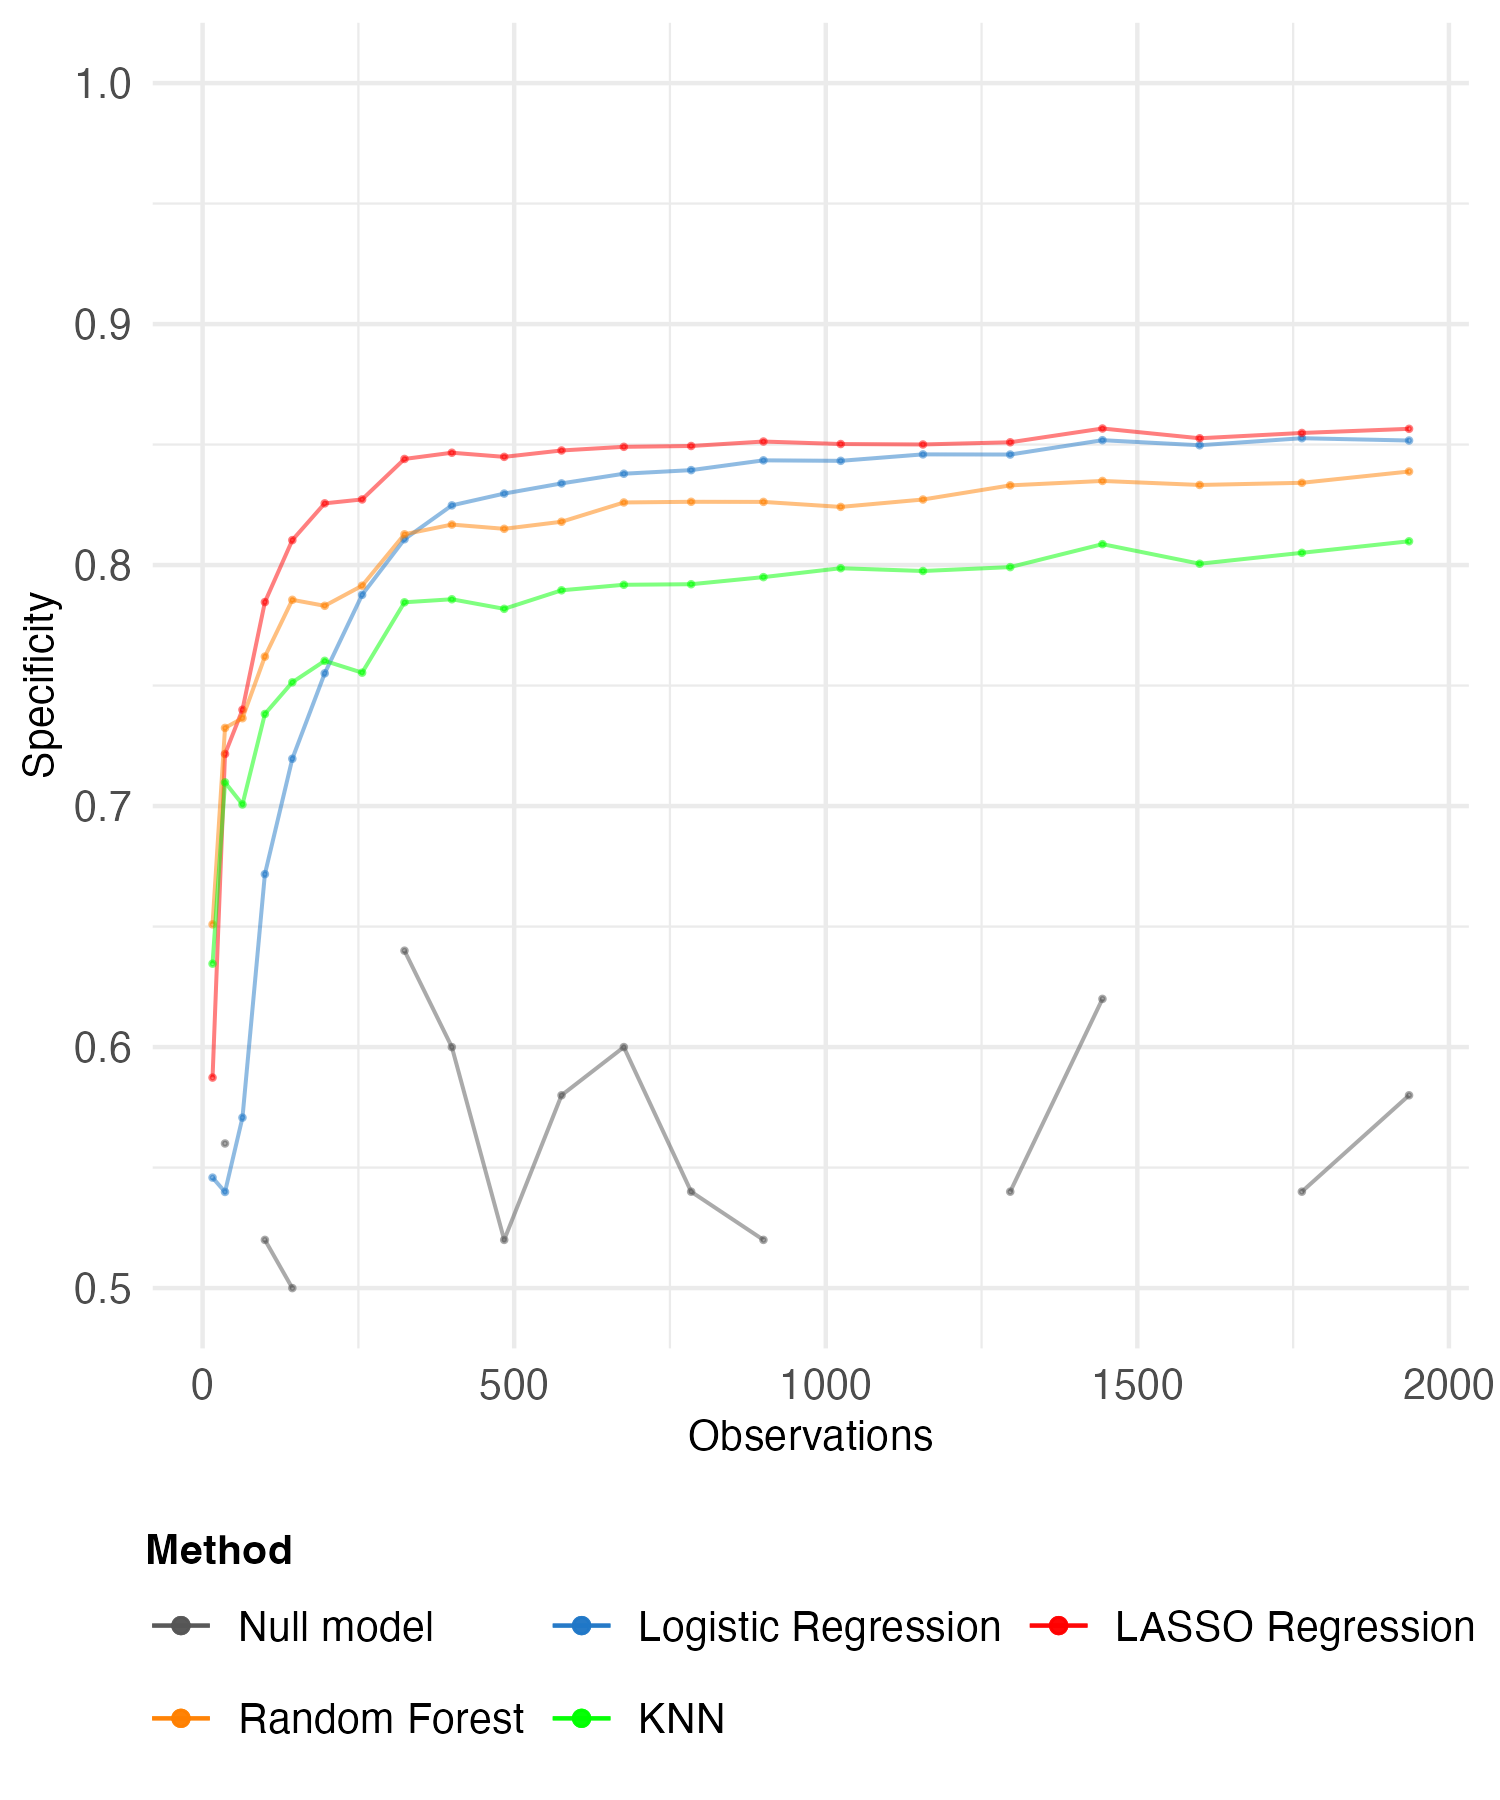 1.0
0.9
0.8
0.7
0.6
0.5
Specificity
0 500 1000 1500 2000
Observations
Method
Null model Logistic Regression LASSO Regression
Random Forest KNN